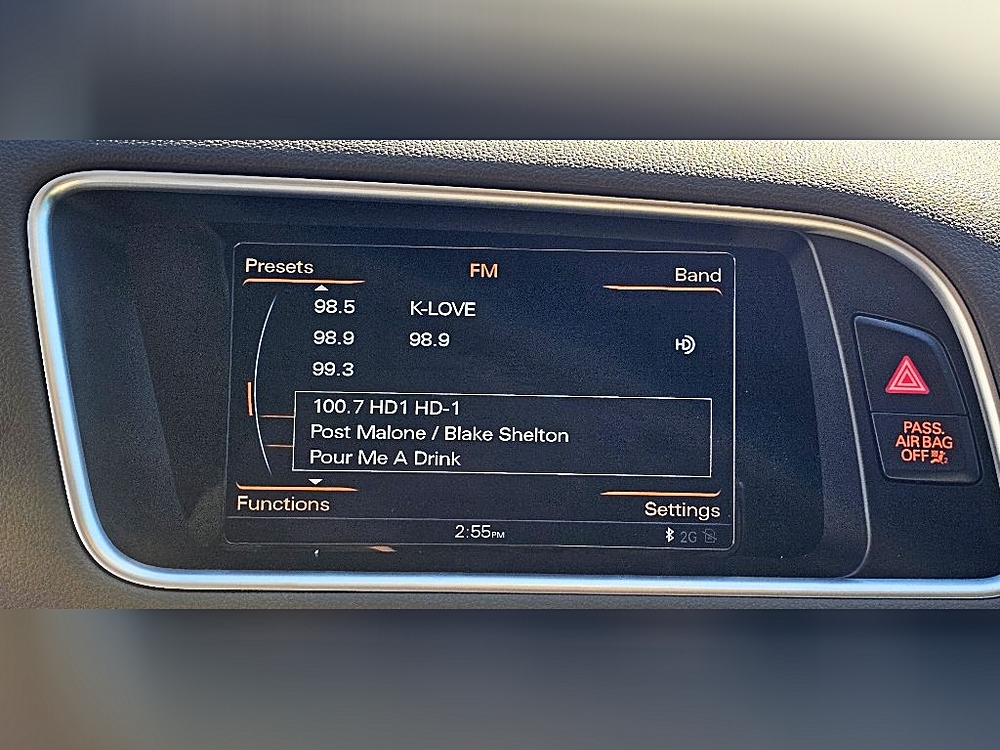 Presets FM Band
98.5 K-LOVE
98.9 98.9 HD
99.3
100.7 HD1 HD-1
Post Malone / Blake Shelton
Pour Me A Drink
Functions Settings
2:55PM 2G
PASS.
AIR BAG
OFF